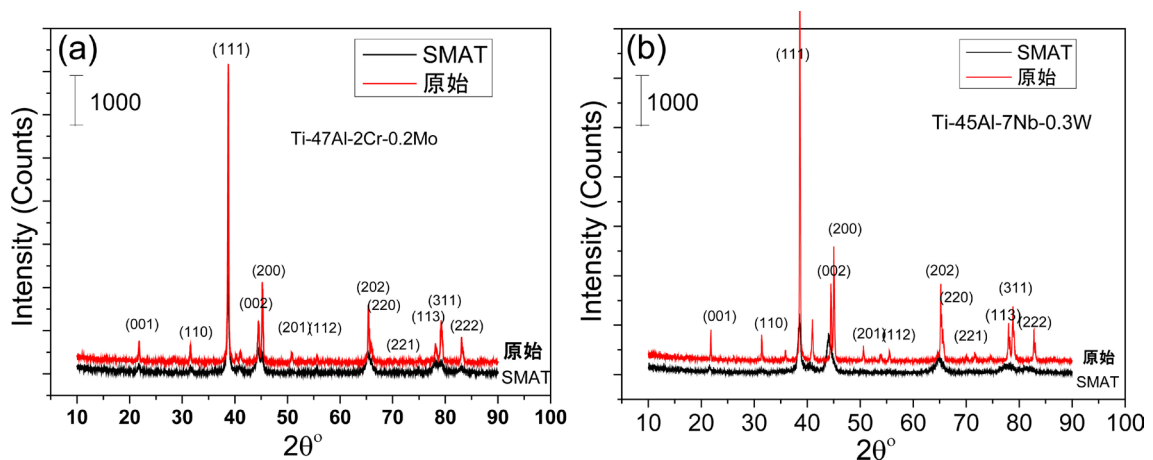 (a)
SMAT
原始
1000
Ti-47Al-2Cr-0.2Mo
(111)
(200)
(002)
(001)
(110)
(201)
(112)
(202)
(220)
(221)
(113)
(311)
(222)
原始
SMAT
Intensity (Counts)
10 20 30 40 50 60 70 80 90 100
2θ°
(b)
SMAT
原始
1000
Ti-45Al-7Nb-0.3W
(111)
(200)
(002)
(001)
(110)
(201)
(112)
(202)
(220)
(221)
(113)
(311)
(222)
原始
SMAT
Intensity (Counts)
10 20 30 40 50 60 70 80 90 100
2θ°